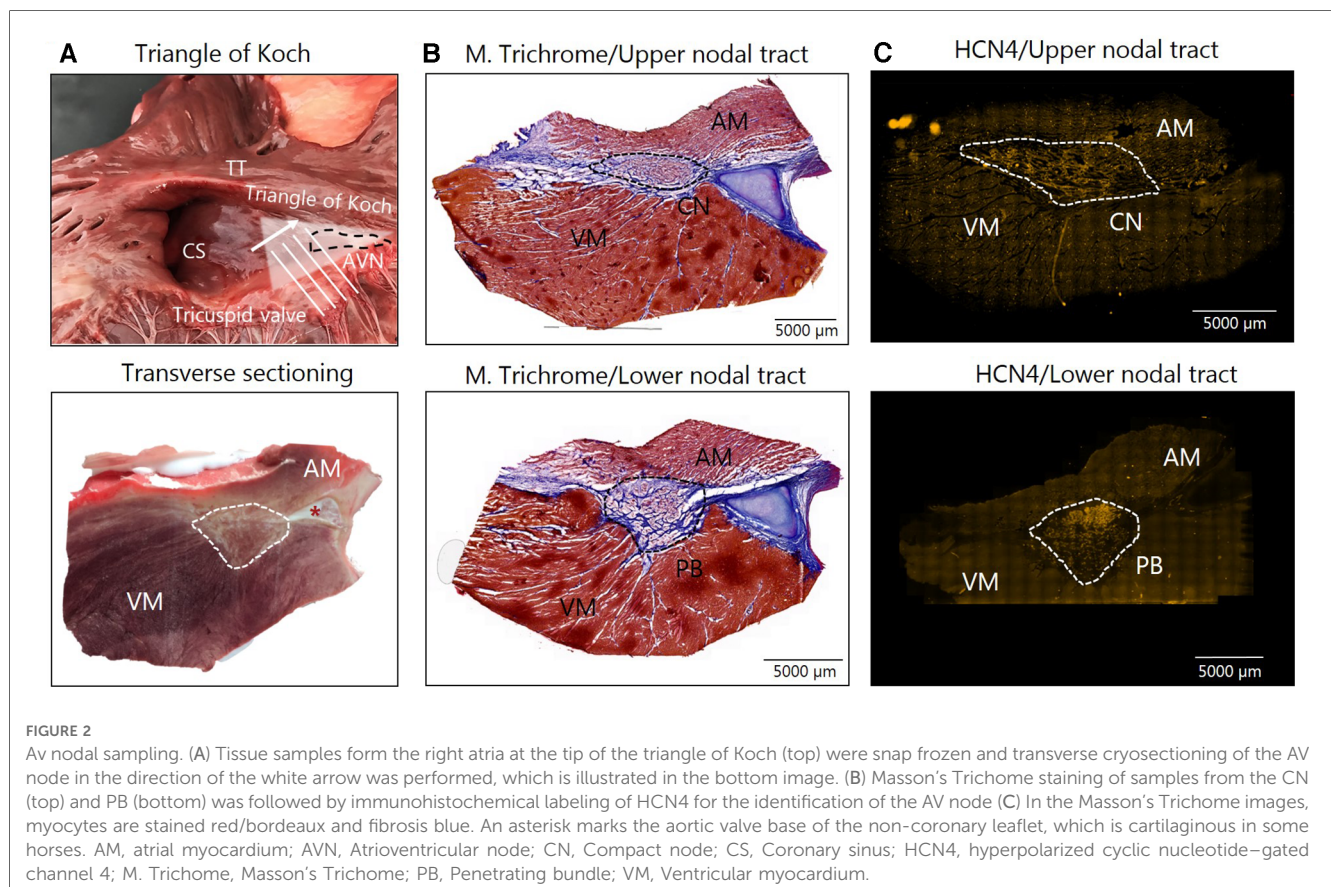 A Triangle of Koch
TT
Triangle of Koch
CS
AVN
Tricuspid valve
Transverse sectioning
AM
*
VM
B M. Trichrome/Upper nodal tract
AM
CN
VM
5000 µm
M. Trichrome/Lower nodal tract
AM
PB
VM
5000 µm
C HCN4/Upper nodal tract
AM
VM
CN
5000 µm
HCN4/Lower nodal tract
AM
VM
PB
5000 µm
FIGURE 2
Av nodal sampling. (A) Tissue samples form the right atria at the tip of the triangle of Koch (top) were snap frozen and transverse cryosectioning of the AV
node in the direction of the white arrow was performed, which is illustrated in the bottom image. (B) Masson's Trichome staining of samples from the CN
(top) and PB (bottom) was followed by immunohistochemical labeling of HCN4 for the identification of the AV node (C) In the Masson's Trichome images,
myocytes are stained red/bordeaux and fibrosis blue. An asterisk marks the aortic valve base of the non-coronary leaflet, which is cartilaginous in some
horses. AM, atrial myocardium; AVN, Atrioventricular node; CN, Compact node; CS, Coronary sinus; HCN4, hyperpolarized cyclic nucleotide–gated
channel 4; M. Trichome, Masson's Trichome; PB, Penetrating bundle; VM, Ventricular myocardium.